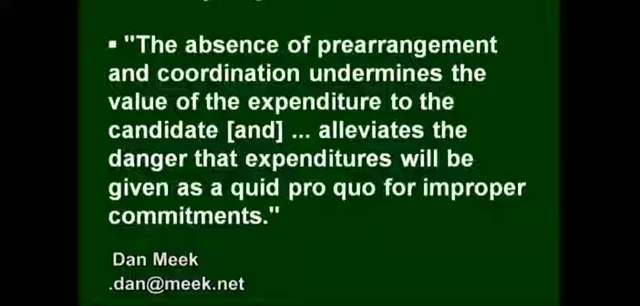 ▪ "The absence of prearrangement
and coordination undermines the
value of the expenditure to the
candidate [and] ... alleviates the
danger that expenditures will be
given as a quid pro quo for improper
commitments."
Dan Meek
.dan@meek.net